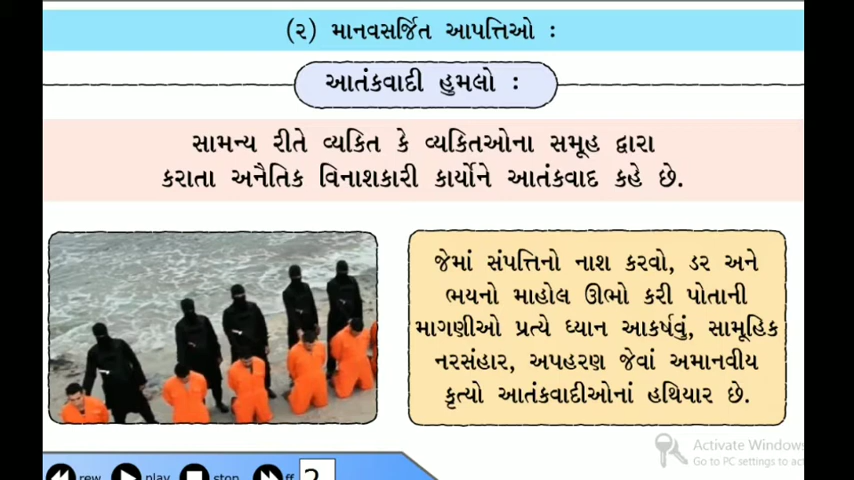 (૨) માનવસર્જિત આપત્તિઓ :
આતંકવાદી હુમલો :
સામન્ય રીતે વ્યકિત કે વ્યકિતઓના સમૂહ દ્વારા
કરાતા અનૈતિક વિનાશકારી કાર્યોને આતંકવાદ કહે છે.
જેમાં સંપત્તિનો નાશ કરવો, ડર અને
ભયનો માહોલ ઊભો કરી પોતાની
માગણીઓ પ્રત્યે ધ્યાન આકર્ષવું, સામૂહિક
નરસંહાર, અપહરણ જેવાં અમાનવીય
કૃત્યો આતંકવાદીઓનાં હથિયાર છે.
Activate Windows
Go to PC settings to ac
rew play stop ff 2